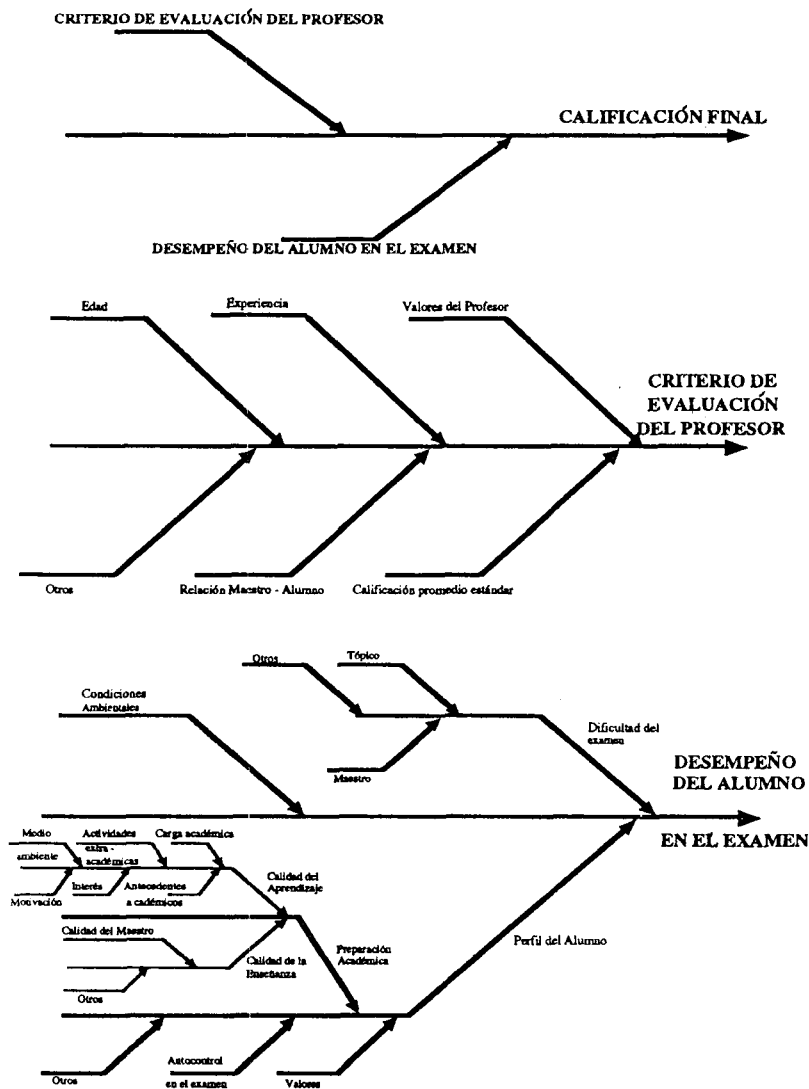 CRITERIO DE EVALUACIÓN DEL PROFESOR
CALIFICACIÓN FINAL
DESEMPEÑO DEL ALUMNO EN EL EXAMEN
Edad
Experiencia
Valores del Profesor
CRITERIO DE
EVALUACIÓN
DEL PROFESOR
Otros
Relación Maestro - Alumno
Calificación promedio estándar
Otros
Tópico
Condiciones
Ambientales
Dificultad del
examen
Maestro
DESEMPEÑO
DEL ALUMNO
EN EL EXAMEN
Medio
ambiente
Actividades
extra -
académicas
Carga académica
Motivación
Interés
Antecedentes
a cadémicos
Calidad del
Aprendizaje
Calidad del Maestro
Calidad de la
Enseñanza
Preparación
Académica
Perfil del Alumno
Otros
Otros
Autocontrol
en el examen
Valores